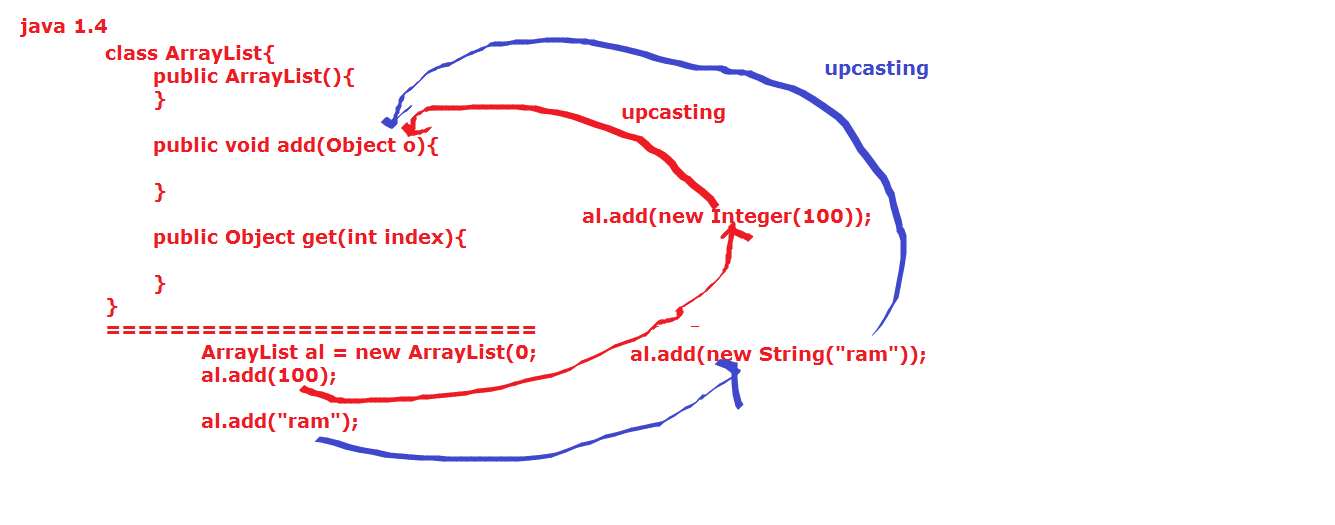 java 1.4
class ArrayList{
public ArrayList(){
}
public void add(Object o){
}
public Object get(int index){
}
}
===========================
ArrayList al = new ArrayList(0;
al.add(100);
al.add("ram");
upcasting
al.add(new Integer(100));
upcasting
al.add(new String("ram"));